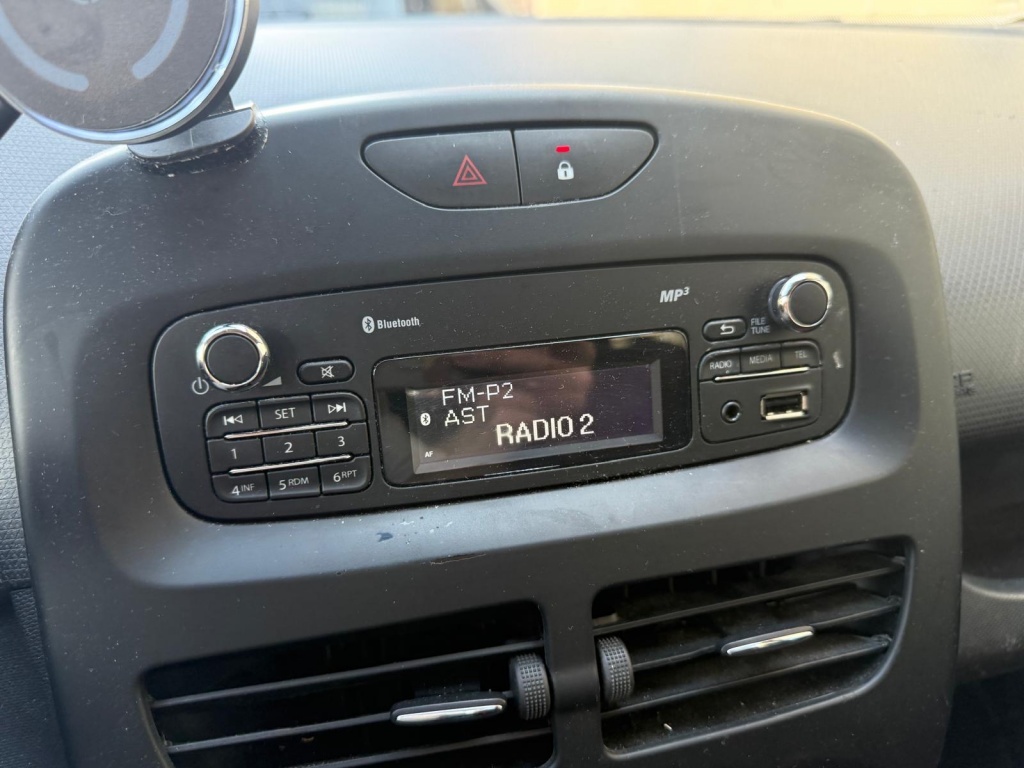 MP3
Bluetooth
FILE
TUNE
SET
RADIO
MEDIA
TEL
FM-P2
AST
RADIO 2
AF
1
2
3
4 INF
5 RDM
6 RPT